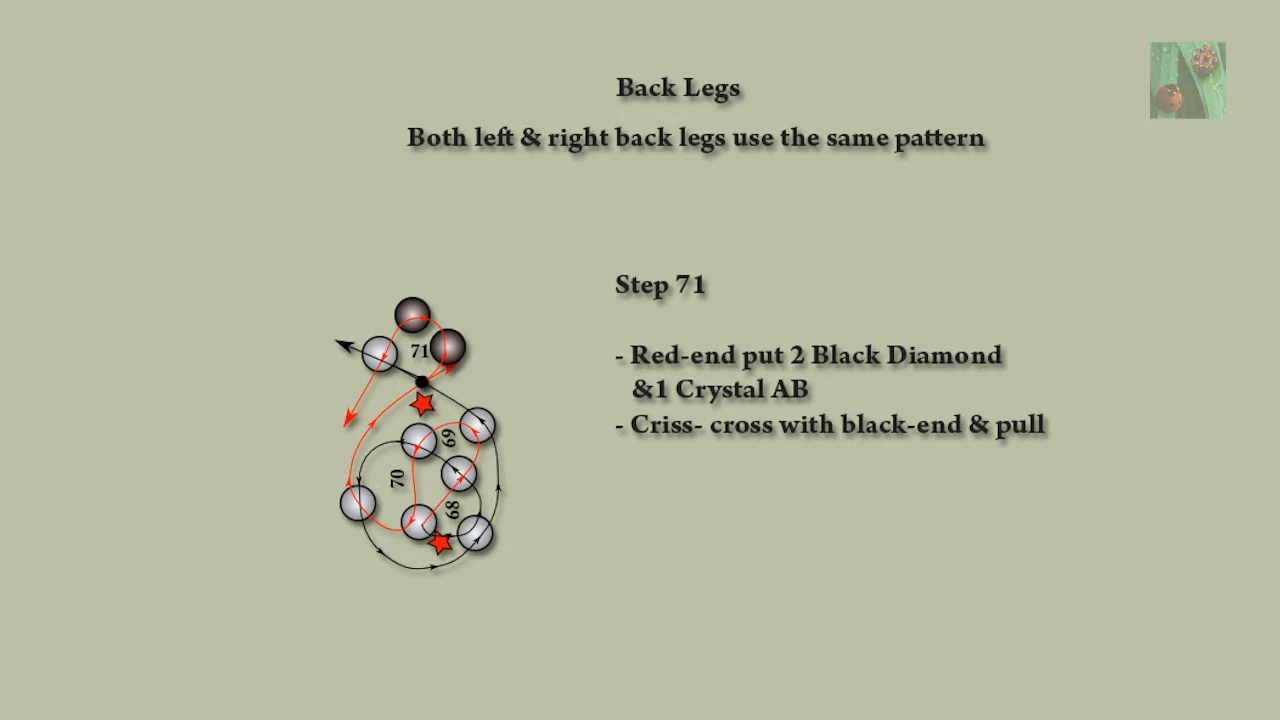 Back Legs
Both left & right back legs use the same pattern
Step 71
- Red-end put 2 Black Diamond
&1 Crystal AB
- Criss- cross with black-end & pull
71
69
70
68